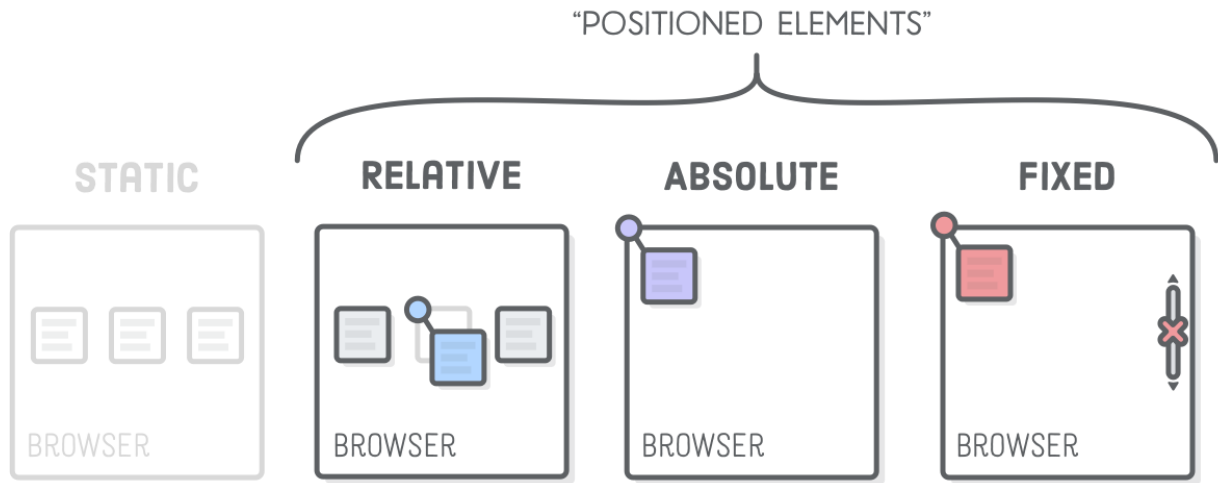 “POSITIONED ELEMENTS”
STATIC
RELATIVE
ABSOLUTE
FIXED
BROWSER
BROWSER
BROWSER
BROWSER